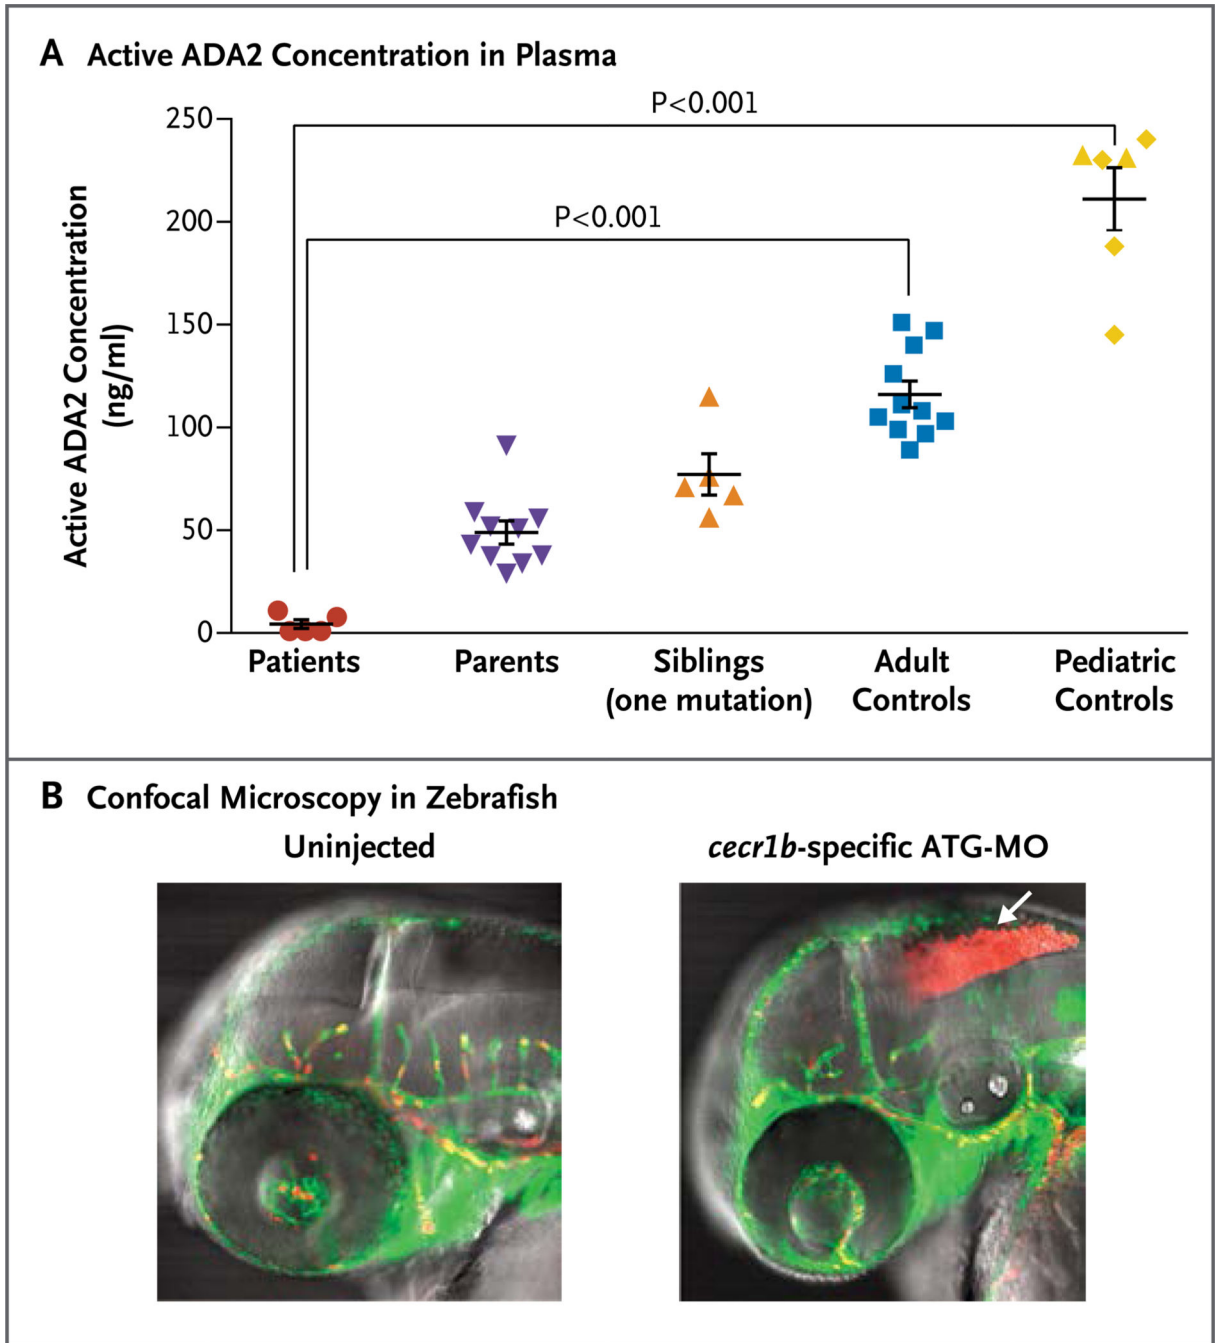 A Active ADA2 Concentration in Plasma
P<0.001
P<0.001
Active ADA2 Concentration
(ng/ml)
250
200
150
100
50
0
Patients
Parents
Siblings
(one mutation)
Adult
Controls
Pediatric
Controls
B Confocal Microscopy in Zebrafish
Uninjected
cecr1b-specific ATG-MO